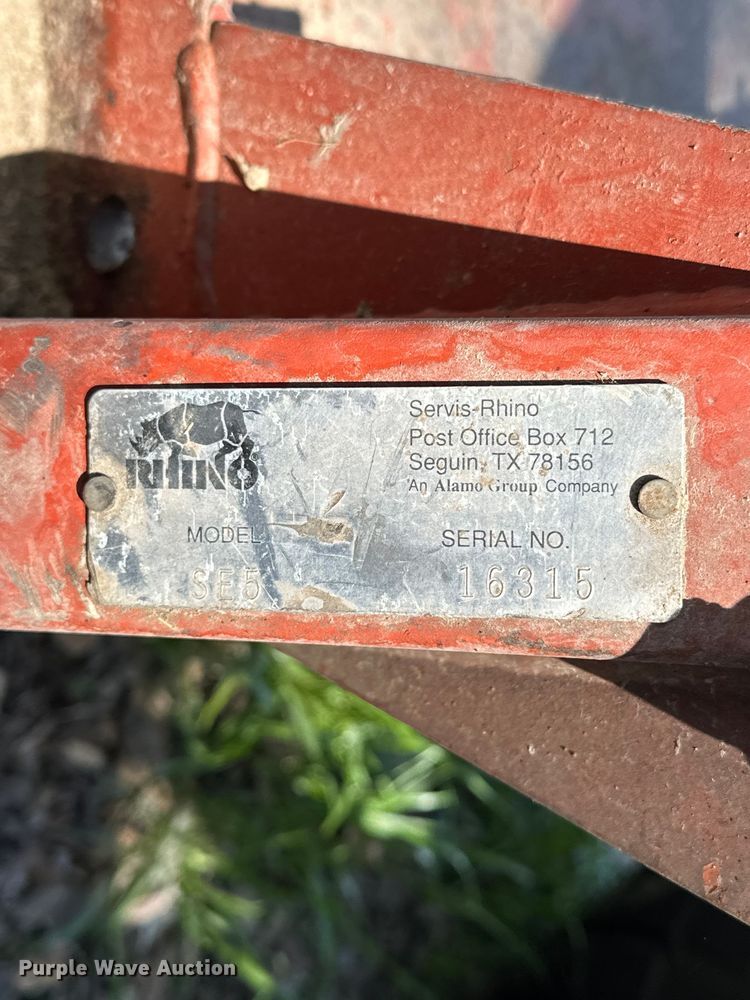 RHINO
Servis-Rhino
Post Office Box 712
Seguin, TX 78156
An Alamo Group Company
MODEL
SERIAL NO.
SE5
16315
Purple Wave Auction